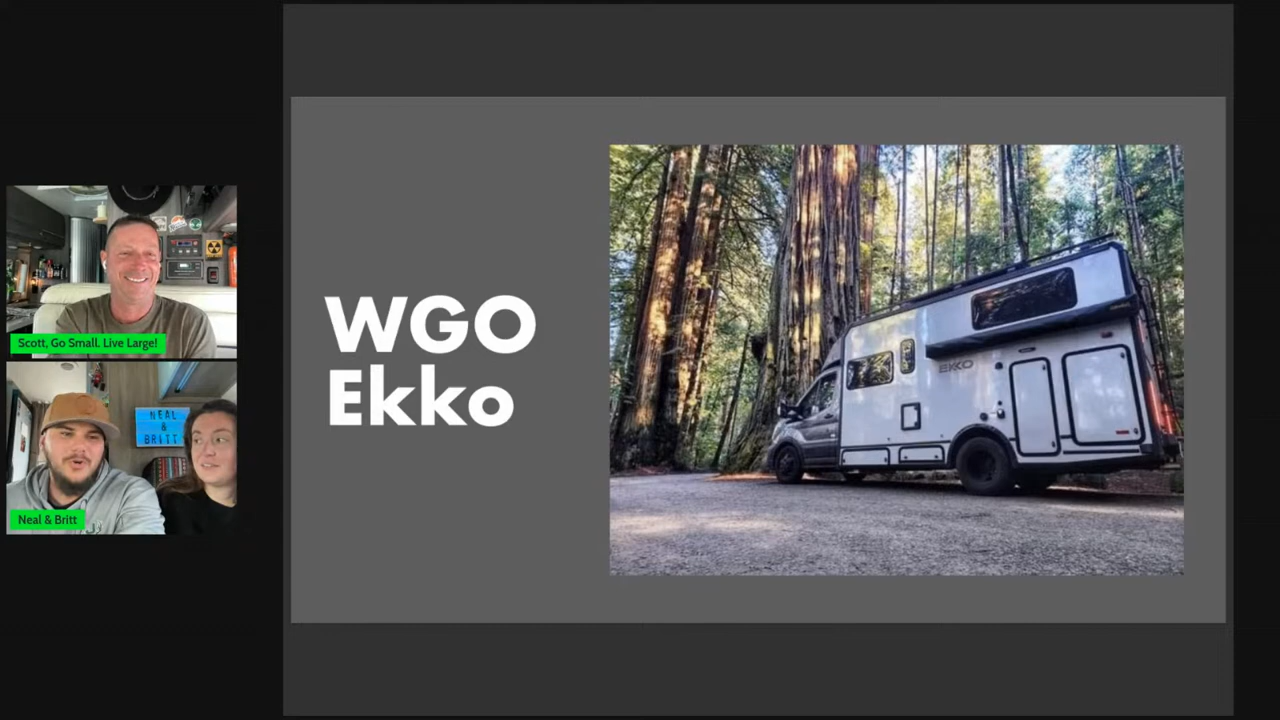 Scott, Go Small. Live Large!
NEAL
&
BRITT
Neal & Britt
WGO
Ekko
EKKO